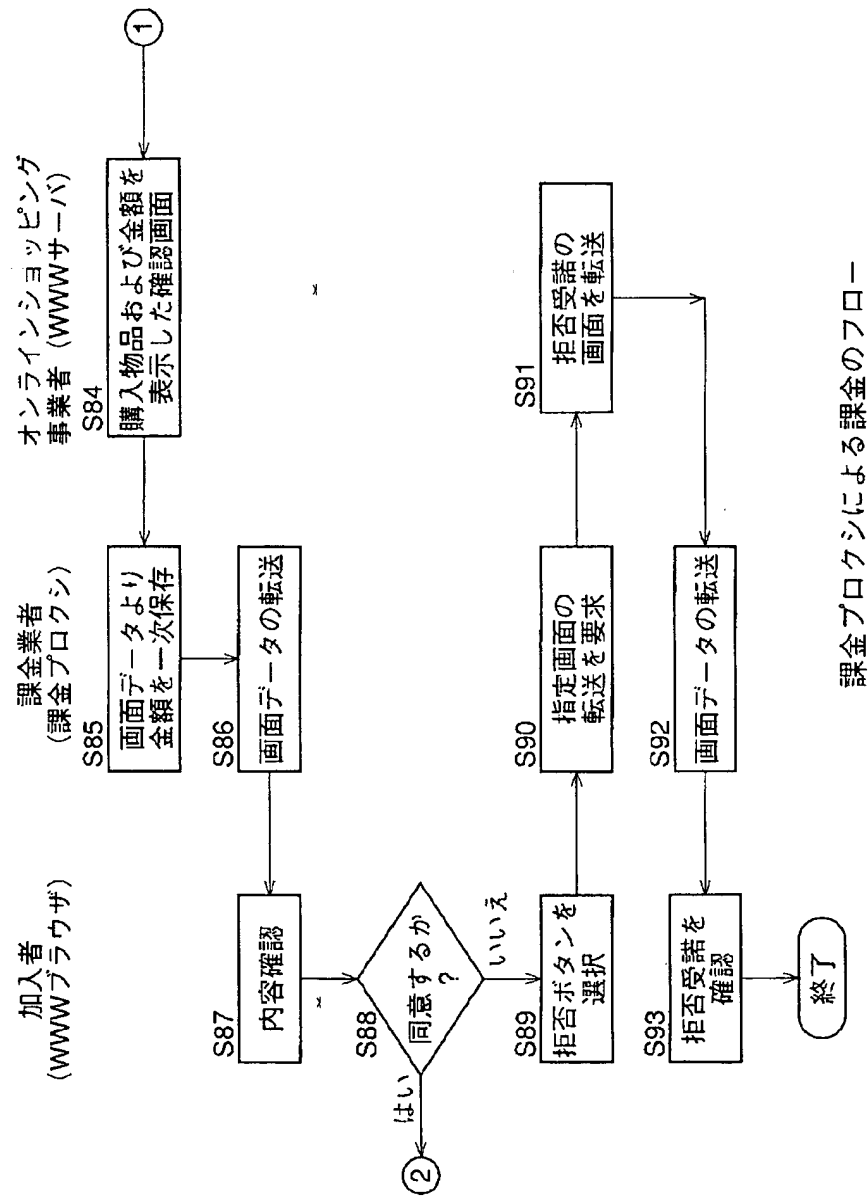 加入者
(WWWブラウザ)
課金業者
(課金プロクシ)
オンラインショッピング
事業者 (WWWサーバ)
1
S84
購入物品および金額を
表示した確認画面
S85
画面データより
金額を一次保存
S86
画面データの転送
S87
内容確認
S88
同意するか
?
はい
2
いいえ
S89
拒否ボタンを
選択
S90
指定画面の
転送を要求
S91
拒否受諾の
画面を転送
S92
画面データの転送
S93
拒否受諾を
確認
終了
課金プロクシによる課金のフロー